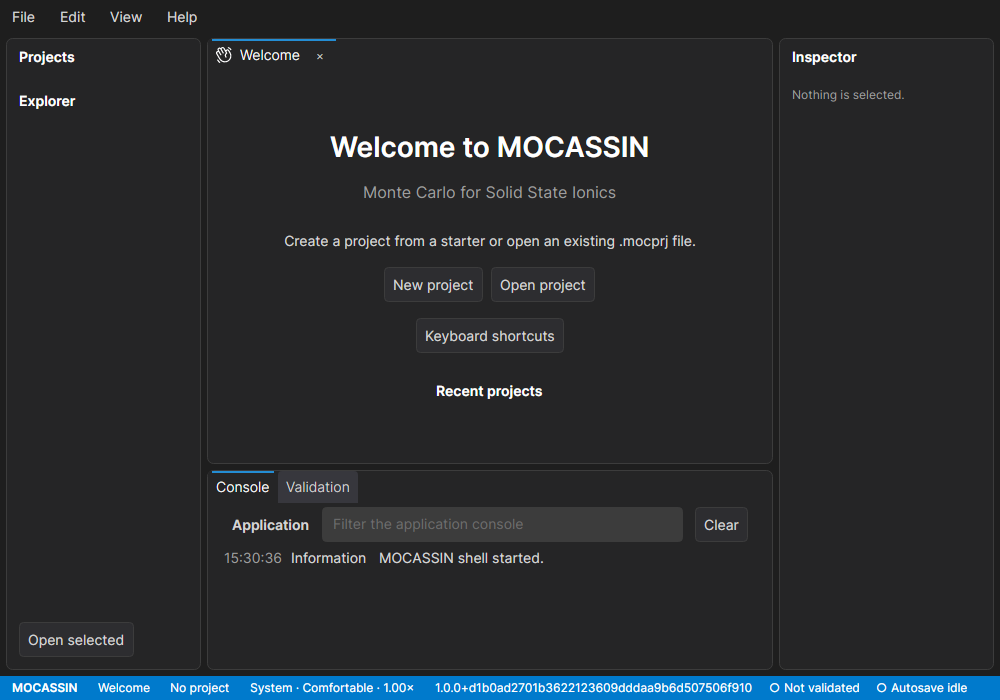 File Edit View Help
Projects
Explorer
Open selected
Welcome ×
Welcome to MOCASSIN
Monte Carlo for Solid State Ionics
Create a project from a starter or open an existing .mocprj file.
New project Open project
Keyboard shortcuts
Recent projects
Console Validation
Application Filter the application console Clear
15:30:36 Information MOCASSIN shell started.
Inspector
Nothing is selected.
MOCASSIN Welcome No project System · Comfortable · 1.00× 1.0.0+d1b0ad2701b3622123609dddaa9b6d507506f910 Not validated Autosave idle